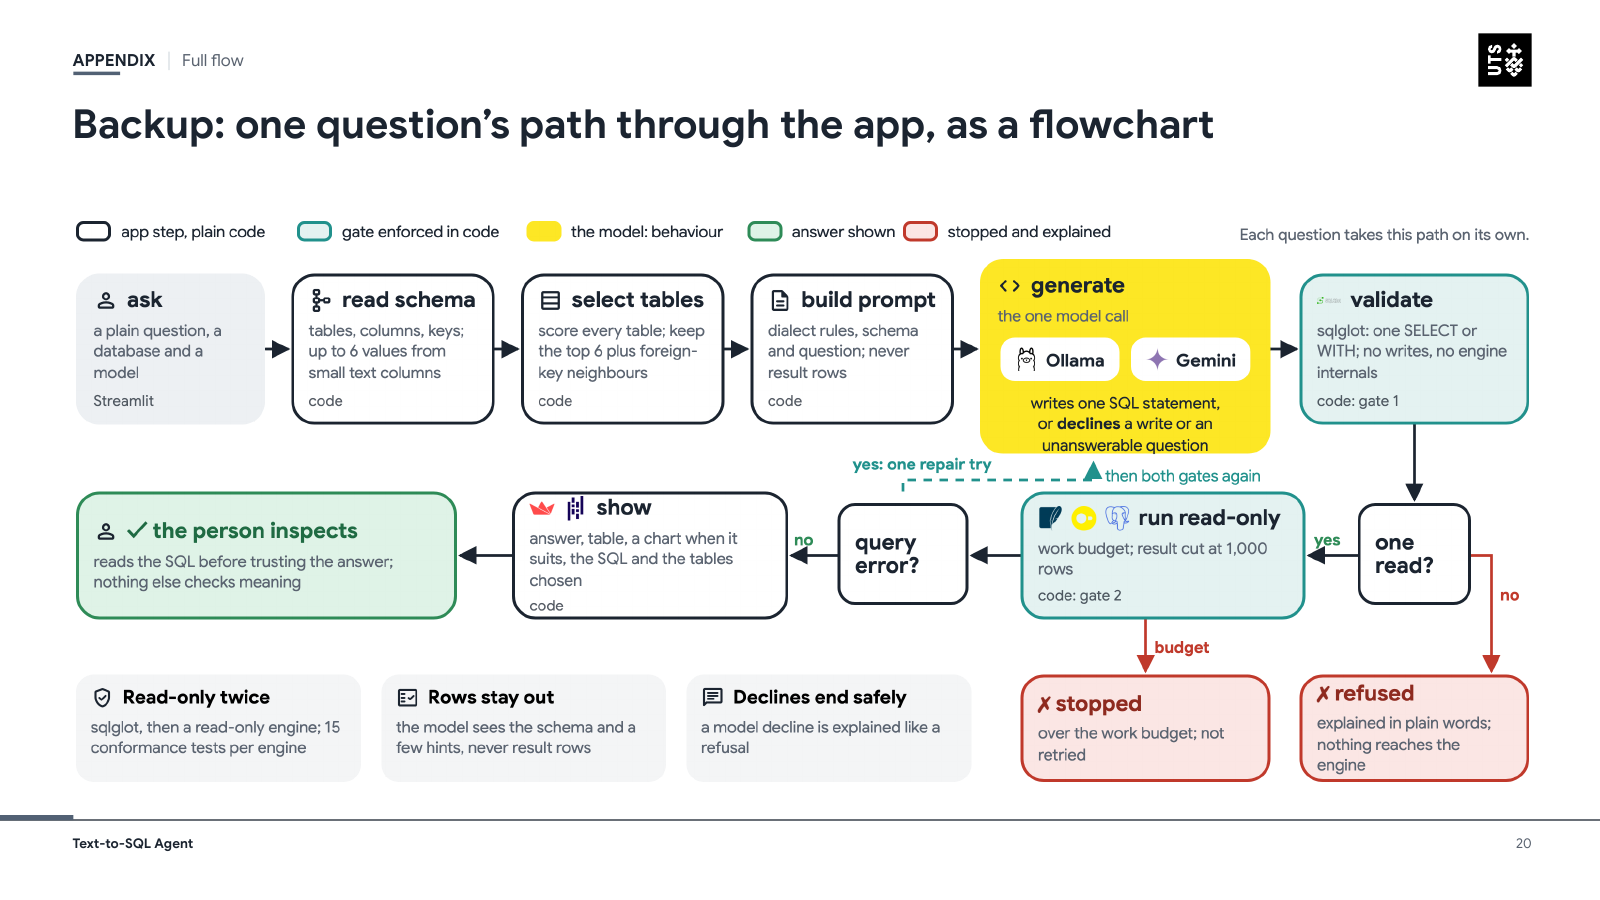 APPENDIX
Full flow
UTS
Backup: one question’s path through the app, as a flowchart
app step, plain code
gate enforced in code
the model: behaviour
answer shown
stopped and explained
Each question takes this path on its own.
ask
a plain question, a
database and a
model
Streamlit
read schema
tables, columns, keys;
up to 6 values from
small text columns
code
select tables
score every table; keep
the top 6 plus foreign-
key neighbours
code
build prompt
dialect rules, schema
and question; never
result rows
code
generate
the one model call
Ollama
Gemini
writes one SQL statement,
or declines a write or an
unanswerable question
validate
sqlglot: one SELECT or
WITH; no writes, no engine
internals
code: gate 1
yes: one repair try
then both gates again
the person inspects
reads the SQL before trusting the answer;
nothing else checks meaning
show
answer, table, a chart when it
suits, the SQL and the tables
chosen
code
no
query
error?
run read-only
work budget; result cut at 1,000
rows
code: gate 2
yes
one
read?
no
budget
Read-only twice
sqlglot, then a read-only engine; 15
conformance tests per engine
Rows stay out
the model sees the schema and a
few hints, never result rows
Declines end safely
a model decline is explained like a
refusal
✗ stopped
over the work budget; not
retried
✗ refused
explained in plain words;
nothing reaches the
engine
Text-to-SQL Agent
20